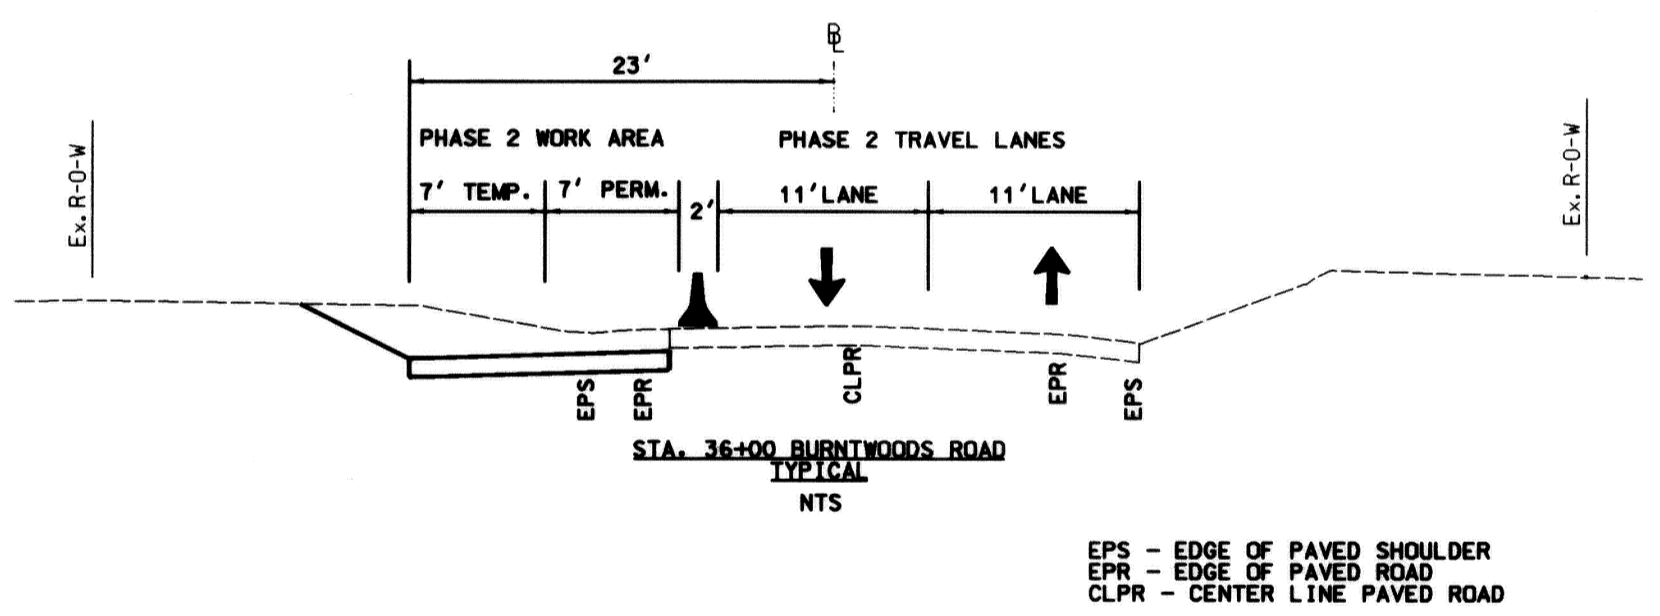 BL
23'
PHASE 2 WORK AREA
PHASE 2 TRAVEL LANES
7' TEMP.
7' PERM.
2'
11' LANE
11' LANE
Ex. R-O-W
Ex. R-O-W
EPS
EPR
CLPR
EPR
EPS
STA. 36+00 BURNTWOODS ROAD
TYPICAL
NTS
EPS - EDGE OF PAVED SHOULDER
EPR - EDGE OF PAVED ROAD
CLPR - CENTER LINE PAVED ROAD